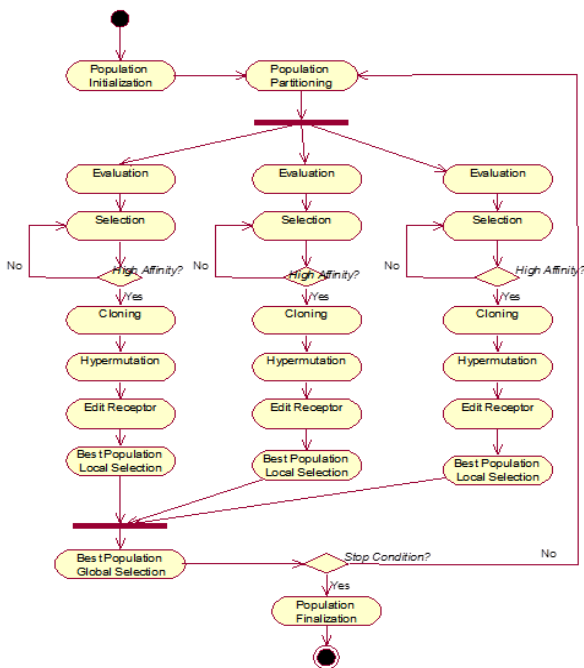 Population
Initialization
Population
Partitioning
Evaluation
Evaluation
Evaluation
Selection
Selection
Selection
No
High Affinity?
No
High Affinity?
No
High Affinity?
Yes
Yes
Yes
Cloning
Cloning
Cloning
Hypermutation
Hypermutation
Hypermutation
Edit Receptor
Edit Receptor
Edit Receptor
Best Population
Local Selection
Best Population
Local Selection
Best Population
Local Selection
Best Population
Global Selection
Stop Condition?
No
Yes
Population
Finalization